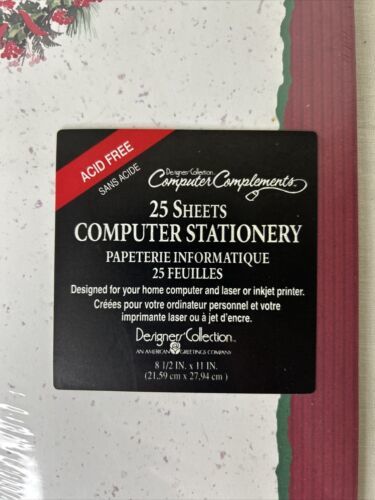 ACID FREE
SANS ACIDE
Designers' Collection
Computer Complements
25 SHEETS
COMPUTER STATIONERY
PAPETERIE INFORMATIQUE
25 FEUILLES
Designed for your home computer and laser or inkjet printer.
Créées pour votre ordinateur personnel et votre
imprimante laser ou à jet d'encre.
Designers' Collection™
AN AMERICAN GREETINGS COMPANY
8 1/2 IN. x 11 IN.
(21,59 cm x 27,94 cm)